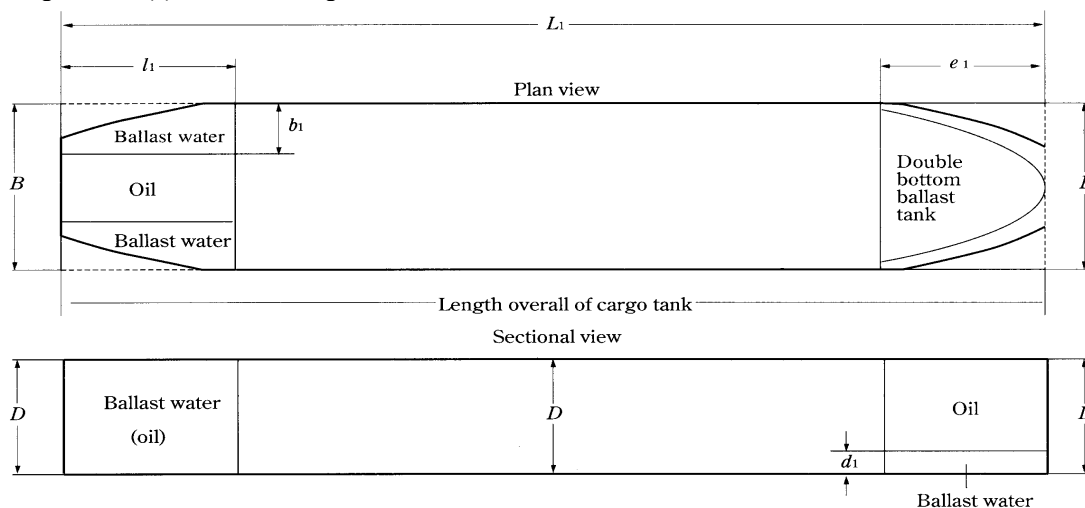 L1
l1
e1
Plan view
Ballast water
b1
B
Oil
Double
bottom
ballast
tank
Ballast water
Length overall of cargo tank
Sectional view
D
Ballast water
(oil)
D
Oil
d1
Ballast water